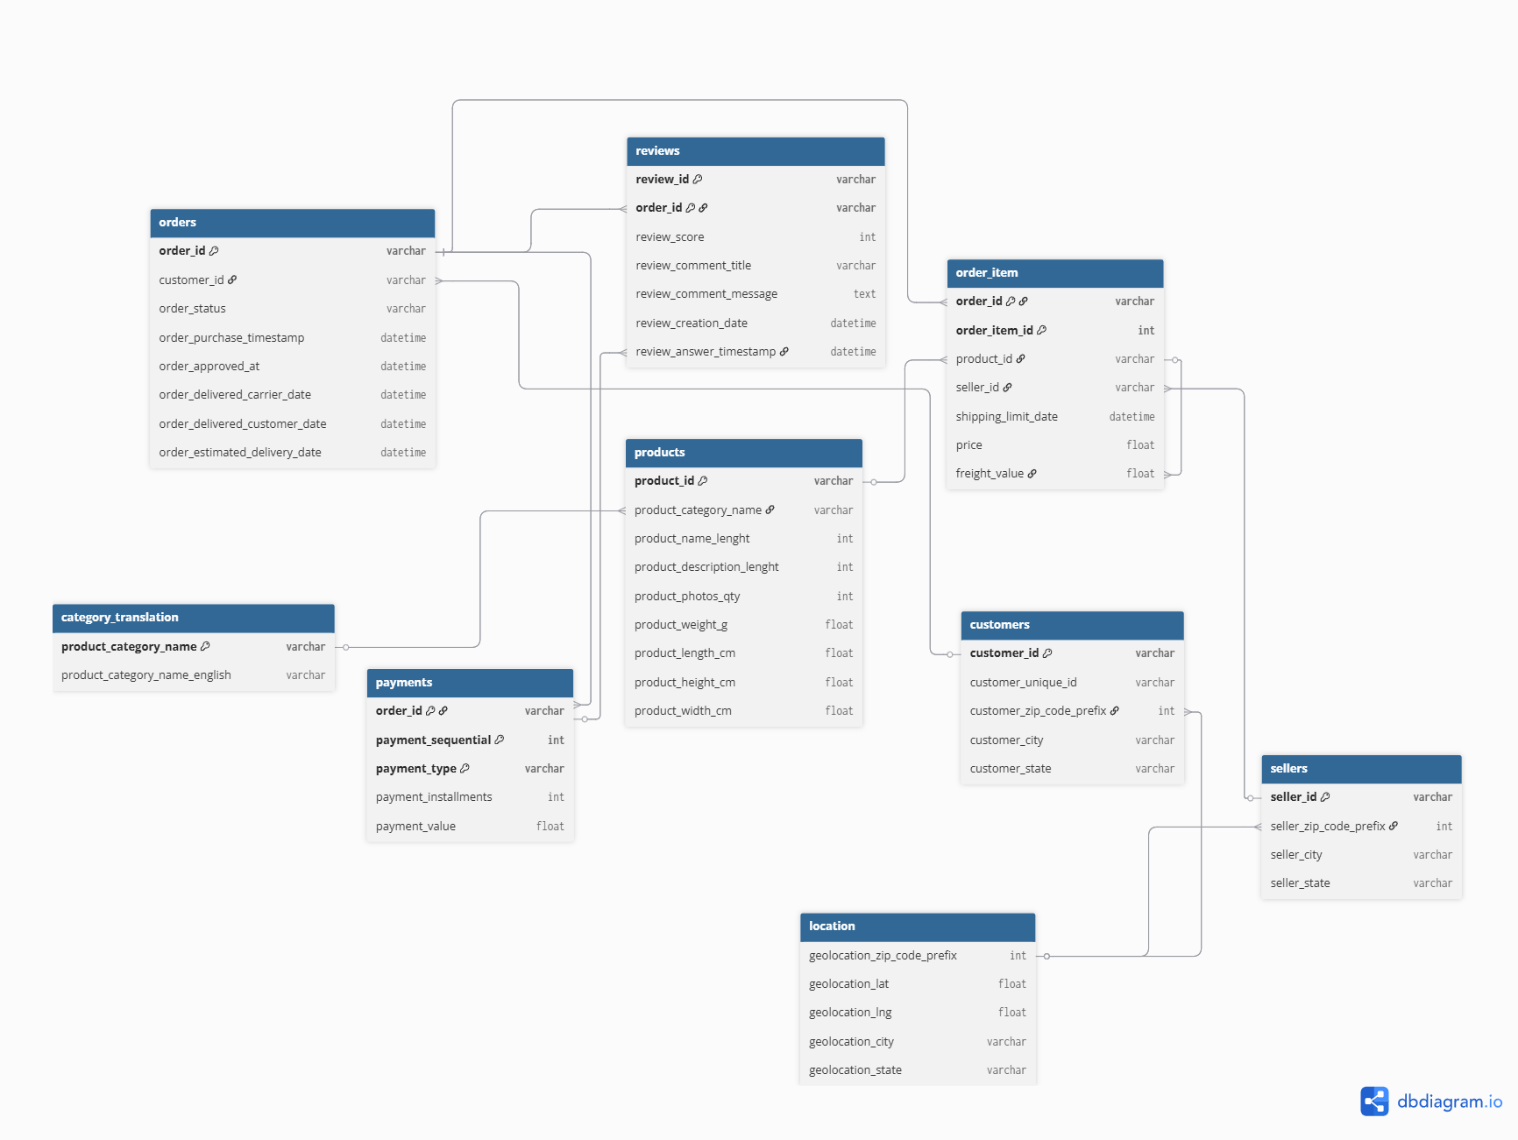 reviews
review_id varchar
order_id varchar
review_score int
review_comment_title varchar
review_comment_message text
review_creation_date datetime
review_answer_timestamp datetime
orders
order_id varchar
customer_id varchar
order_status varchar
order_purchase_timestamp datetime
order_approved_at datetime
order_delivered_carrier_date datetime
order_delivered_customer_date datetime
order_estimated_delivery_date datetime
order_item
order_id varchar
order_item_id int
product_id varchar
seller_id varchar
shipping_limit_date datetime
price float
freight_value float
products
product_id varchar
product_category_name varchar
product_name_lenght int
product_description_lenght int
product_photos_qty int
product_weight_g float
product_length_cm float
product_height_cm float
product_width_cm float
category_translation
product_category_name varchar
product_category_name_english varchar
payments
order_id varchar
payment_sequential int
payment_type varchar
payment_installments int
payment_value float
customers
customer_id varchar
customer_unique_id varchar
customer_zip_code_prefix int
customer_city varchar
customer_state varchar
sellers
seller_id varchar
seller_zip_code_prefix int
seller_city varchar
seller_state varchar
location
geolocation_zip_code_prefix int
geolocation_lat float
geolocation_lng float
geolocation_city varchar
geolocation_state varchar
dbdiagram.io